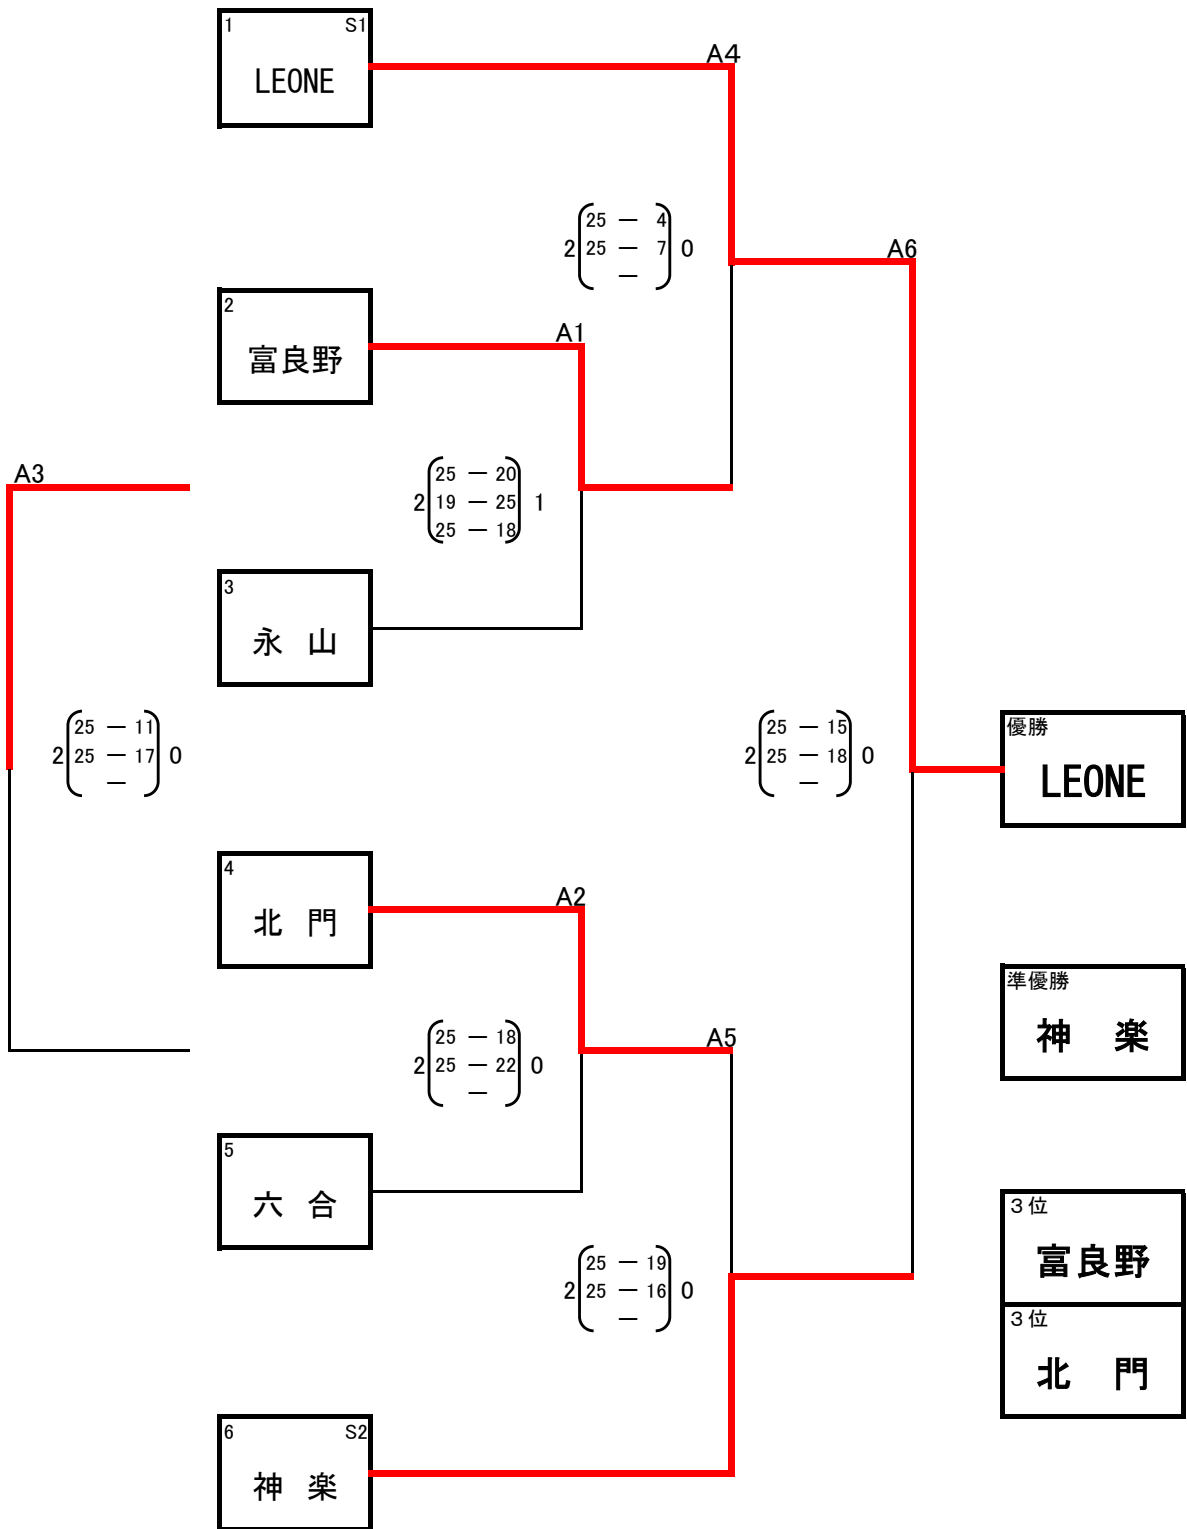 1 S1
LEONE
A4
2 25 — 4 0
25 — 7
—
A6
2
富良野
A1
A3
2 25 — 20 1
19 — 25
25 — 18
3
永 山
2 25 — 11 0
25 — 17
—
2 25 — 15 0
25 — 18
—
優勝
LEONE
4
北 門
A2
準優勝
神 楽
2 25 — 18 0
25 — 22
—
A5
5
六 合
3位
富良野
2 25 — 19 0
25 — 16
—
3位
北 門
6 S2
神 楽